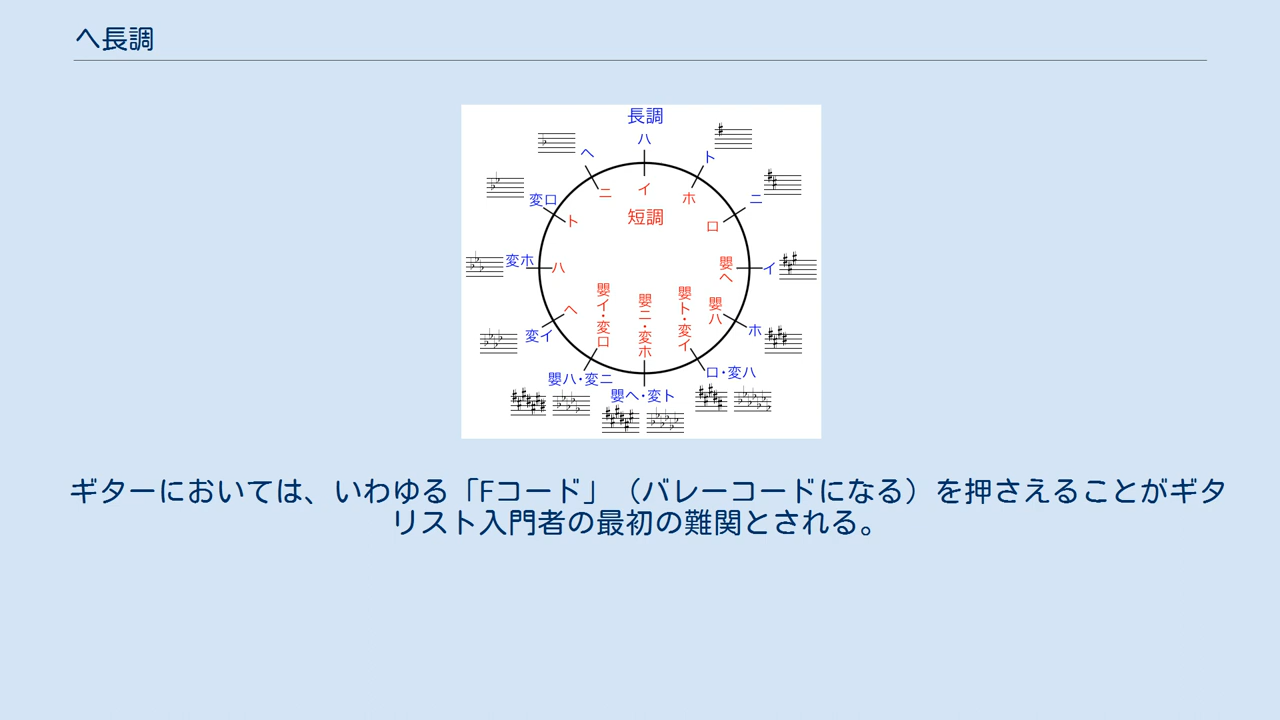 ヘ長調
長調
ハ
ヘ
ト
変ロ
ニ
変ホ
イ
変イ
ホ
嬰ハ・変ニ
ロ・変ハ
嬰ヘ・変ト
短調
イ
ニ
ホ
ト
ロ
ハ
嬰ヘ
ヘ
嬰ハ
嬰イ・変ロ
嬰ニ・変ホ
嬰ト・変イ
ギターにおいては、いわゆる「Fコード」（バレーコードになる）を押さえることがギタ
リスト入門者の最初の難関とされる。